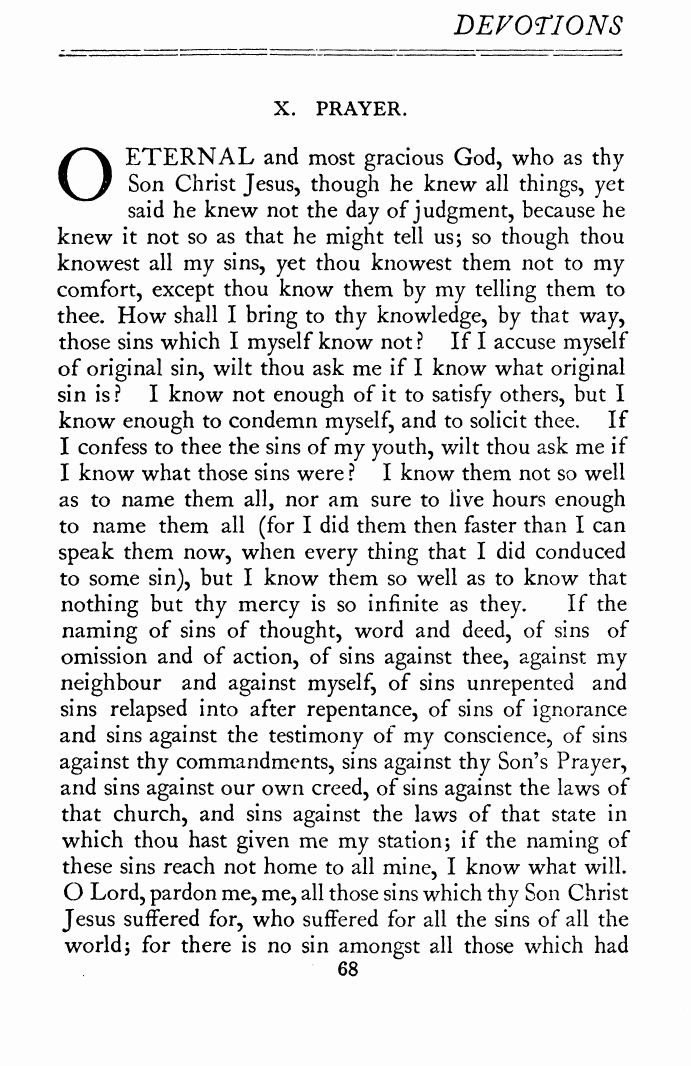 DEVOTIONS
X. PRAYER.
O ETERNAL and most gracious God, who as thy
Son Christ Jesus, though he knew all things, yet
said he knew not the day of judgment, because he
knew it not so as that he might tell us; so though thou
knowest all my sins, yet thou knowest them not to my
comfort, except thou know them by my telling them to
thee. How shall I bring to thy knowledge, by that way,
those sins which I myself know not? If I accuse myself
of original sin, wilt thou ask me if I know what original
sin is? I know not enough of it to satisfy others, but I
know enough to condemn myself, and to solicit thee. If
I confess to thee the sins of my youth, wilt thou ask me if
I know what those sins were? I know them not so well
as to name them all, nor am sure to live hours enough
to name them all (for I did them then faster than I can
speak them now, when every thing that I did conduced
to some sin), but I know them so well as to know that
nothing but thy mercy is so infinite as they. If the
naming of sins of thought, word and deed, of sins of
omission and of action, of sins against thee, against my
neighbour and against myself, of sins unrepented and
sins relapsed into after repentance, of sins of ignorance
and sins against the testimony of my conscience, of sins
against thy commandments, sins against thy Son's Prayer,
and sins against our own creed, of sins against the laws of
that church, and sins against the laws of that state in
which thou hast given me my station; if the naming of
these sins reach not home to all mine, I know what will.
O Lord, pardon me, me, all those sins which thy Son Christ
Jesus suffered for, who suffered for all the sins of all the
world; for there is no sin amongst all those which had
68